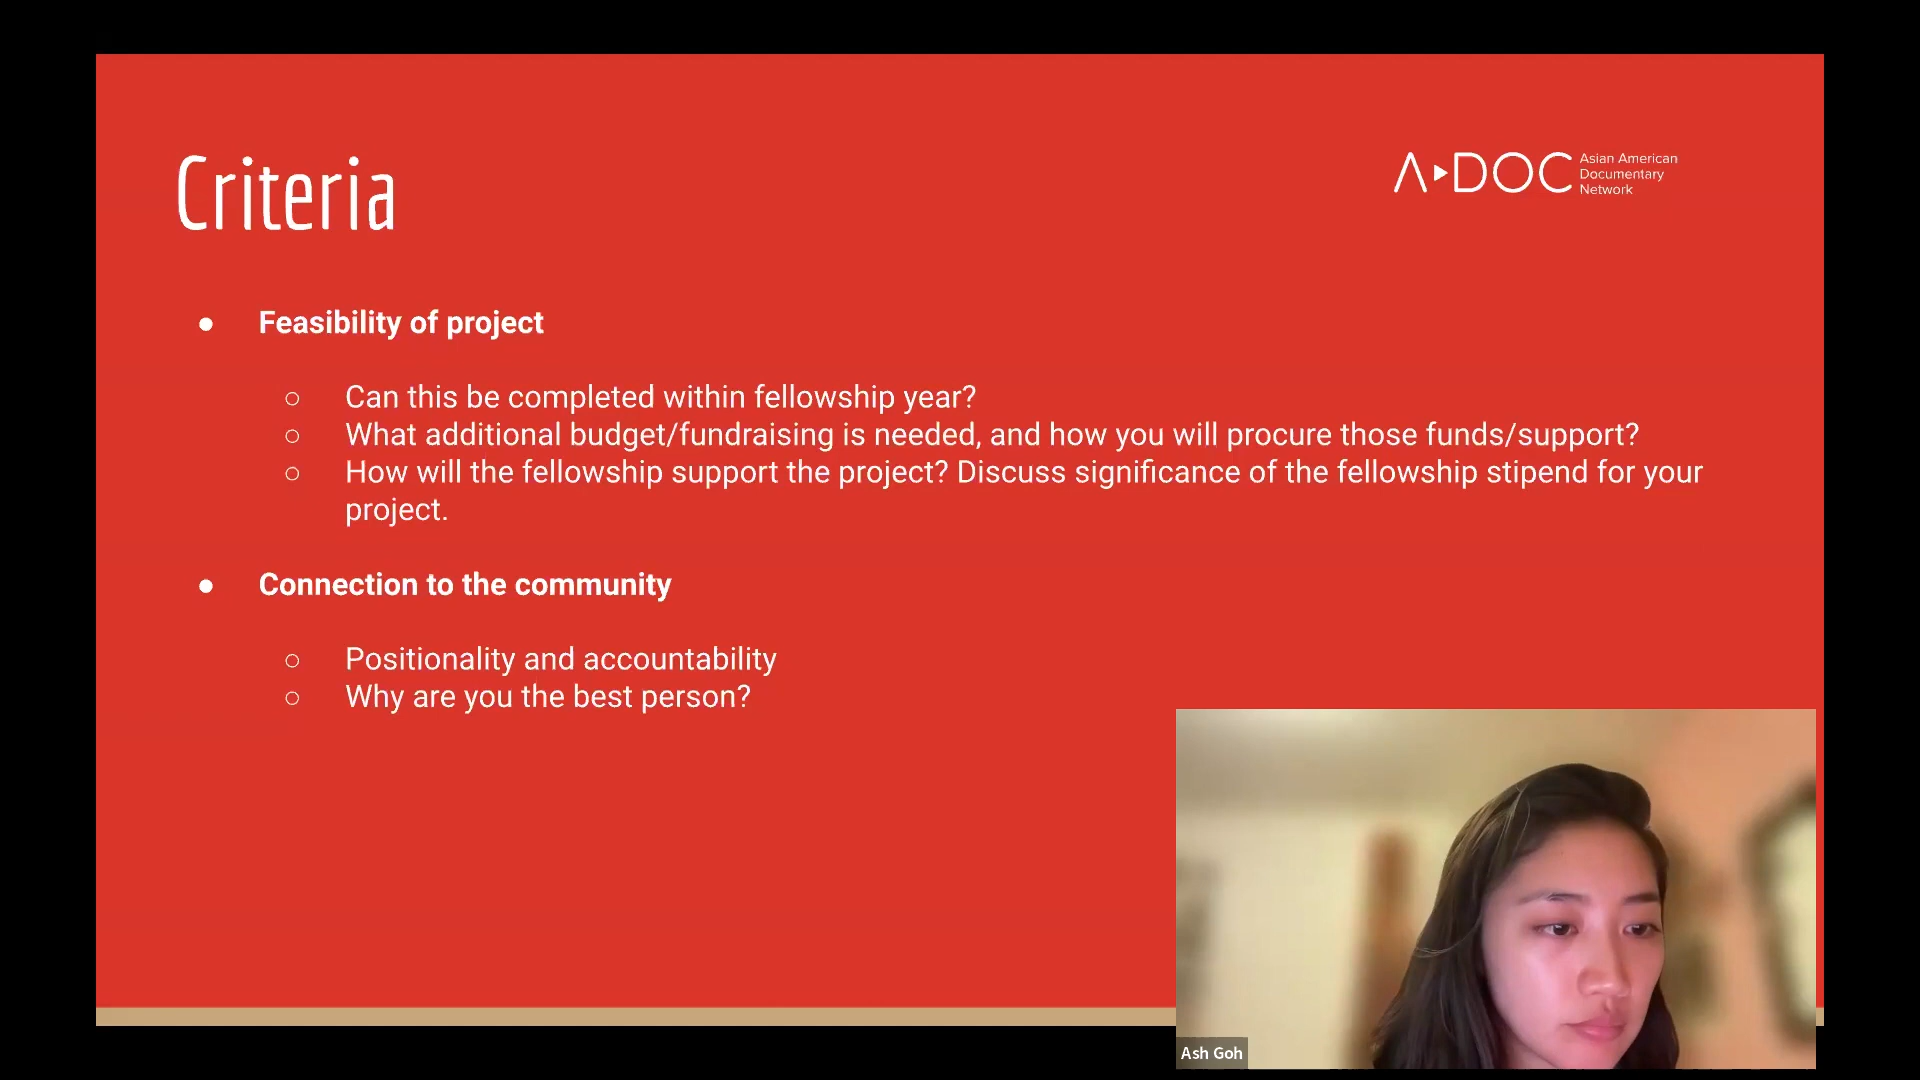 Criteria
A▸DOC
Asian American
Documentary
Network
● Feasibility of project
○ Can this be completed within fellowship year?
○ What additional budget/fundraising is needed, and how you will procure those funds/support?
○ How will the fellowship support the project? Discuss significance of the fellowship stipend for your
project.
● Connection to the community
○ Positionality and accountability
○ Why are you the best person?
Ash Goh